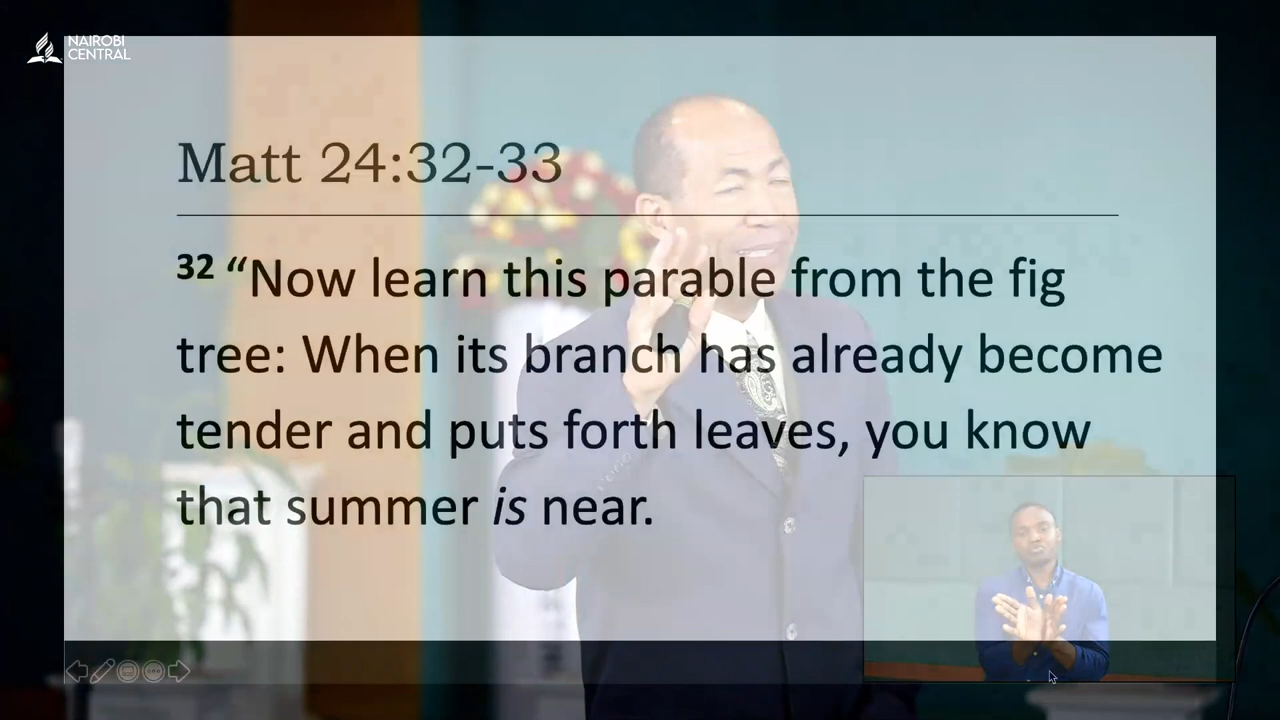 NAIROBI
CENTRAL
Matt 24:32-33
32 “Now learn this parable from the fig
tree: When its branch has already become
tender and puts forth leaves, you know
that summer is near.